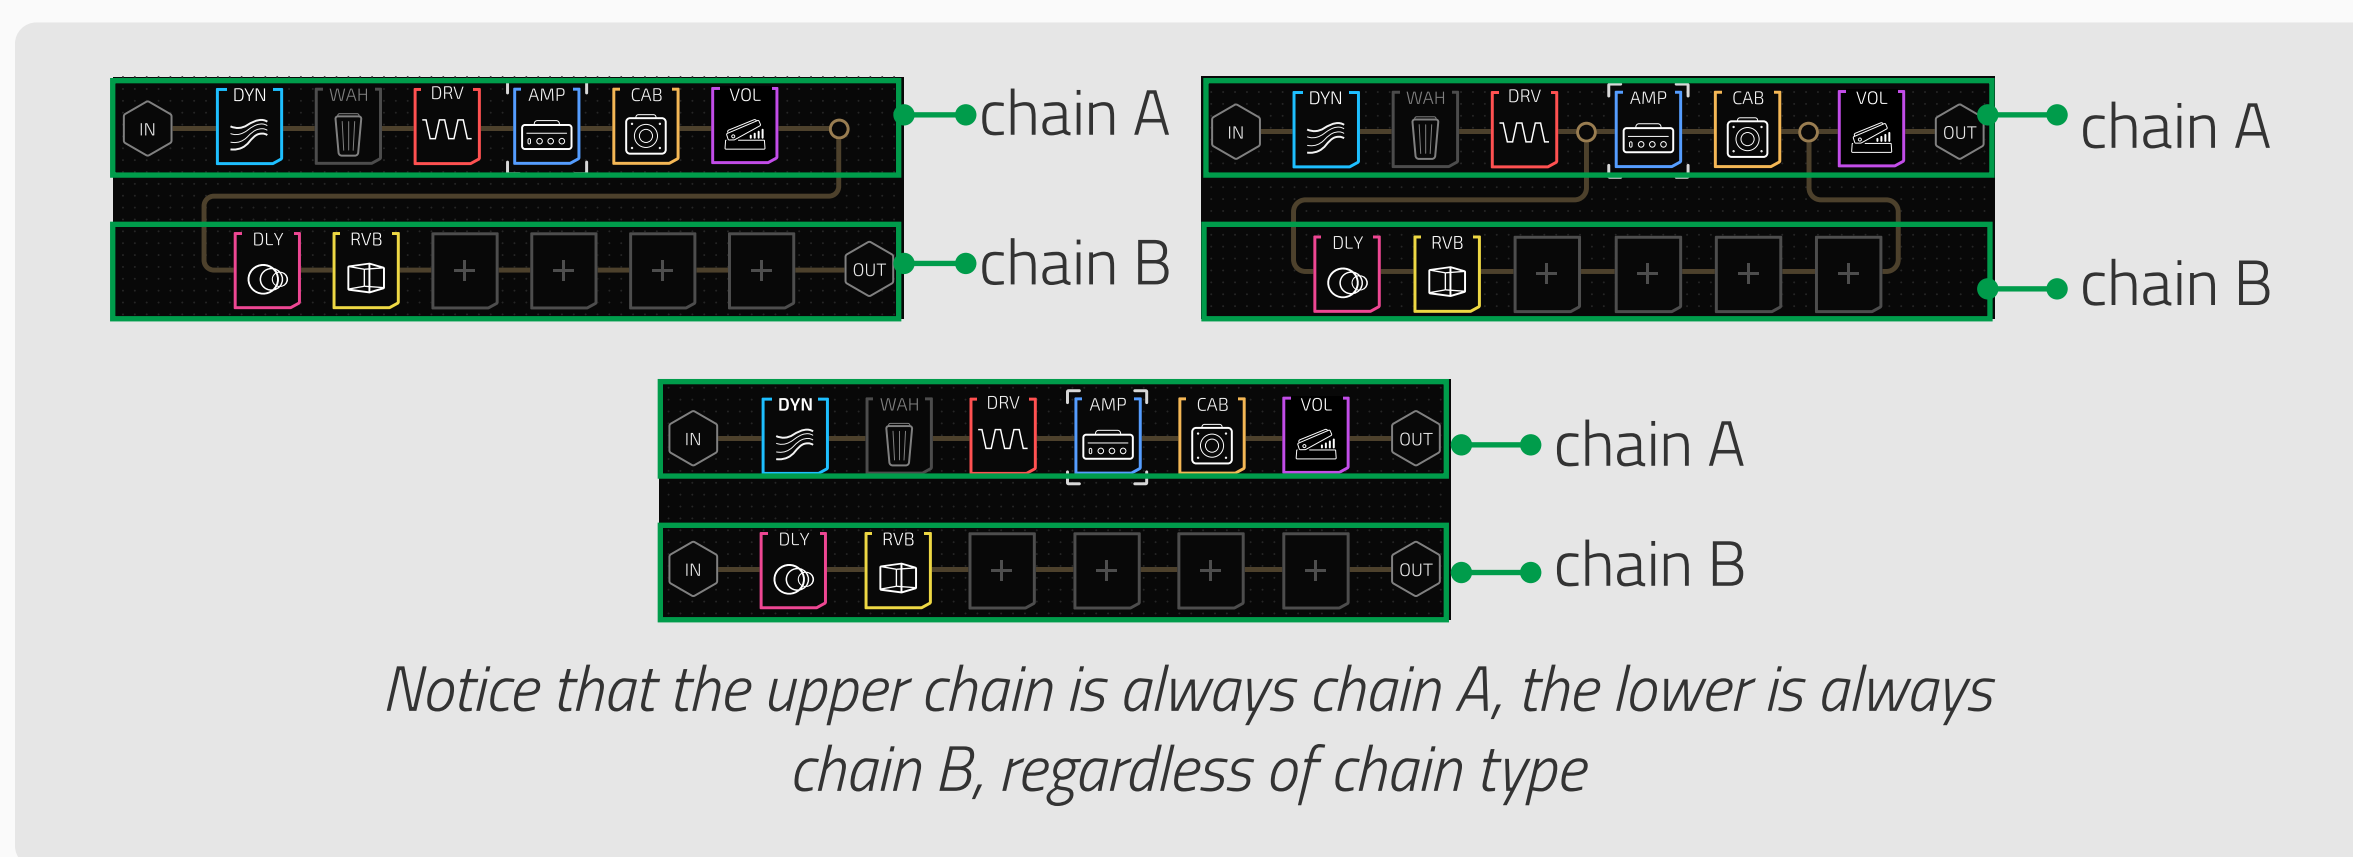 DYN WAH DRV AMP CAB VOL
IN
chain A
DLY RVB
OUT
chain B
DYN WAH DRV AMP CAB VOL
IN OUT
chain A
DLY RVB
chain B
DYN WAH DRV AMP CAB VOL
IN OUT
chain A
DLY RVB
IN OUT
chain B
Notice that the upper chain is always chain A, the lower is always
chain B, regardless of chain type